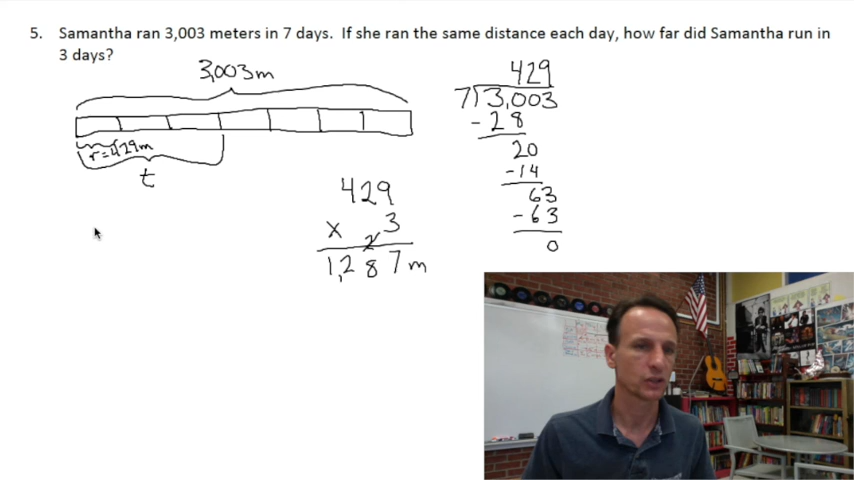 5. Samantha ran 3,003 meters in 7 days. If she ran the same distance each day, how far did Samantha run in
3 days?
3,003m
r=429m
t
429
x 3
2
1,287m
429
7)3,003
-28
20
-14
63
-63
0